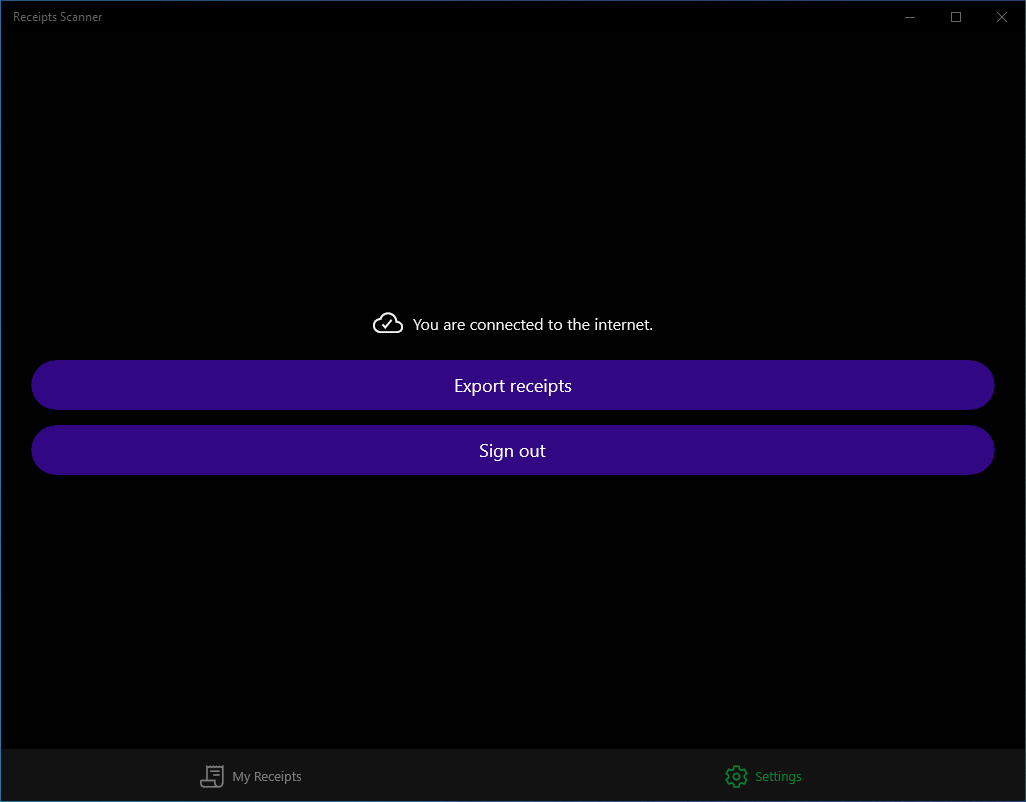 Receipts Scanner
You are connected to the internet.
Export receipts
Sign out
My Receipts
Settings